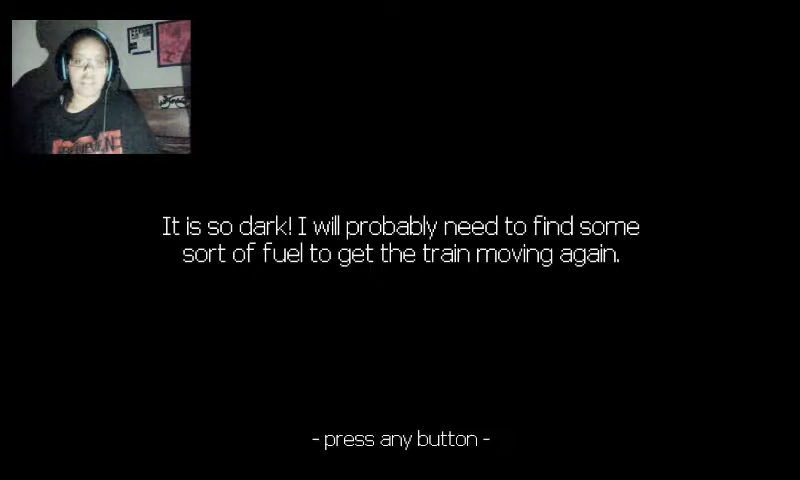 It is so dark! I will probably need to find some
sort of fuel to get the train moving again.
- press any button -